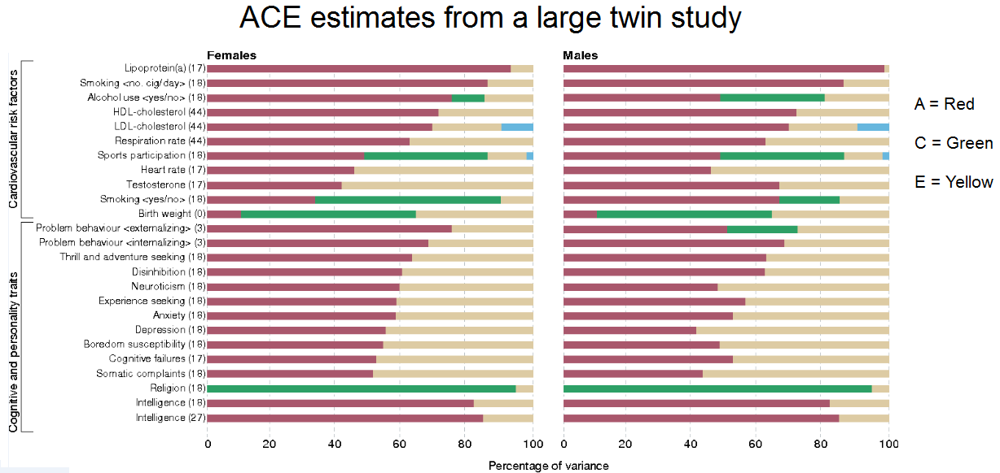 ACE estimates from a large twin study
Females
Males
Cardiovascular risk factors
Lipoprotein(a) (17)
Smoking <no. cig/day> (18)
Alcohol use <yes/no> (18)
HDL-cholesterol (44)
LDL-cholesterol (44)
Respiration rate (44)
Sports participation (18)
Heart rate (17)
Testosterone (17)
Smoking <yes/no> (18)
Birth weight (0)
Cognitive and personality traits
Problem behaviour <externalizing> (3)
Problem behaviour <internalizing> (3)
Thrill and adventure seeking (18)
Disinhibition (18)
Neuroticism (18)
Experience seeking (18)
Anxiety (18)
Depression (18)
Boredom susceptibility (18)
Cognitive failures (17)
Somatic complaints (18)
Religion (18)
Intelligence (18)
Intelligence (27)
0 20 40 60 80 100
0 20 40 60 80 100
Percentage of variance
A = Red
C = Green
E = Yellow